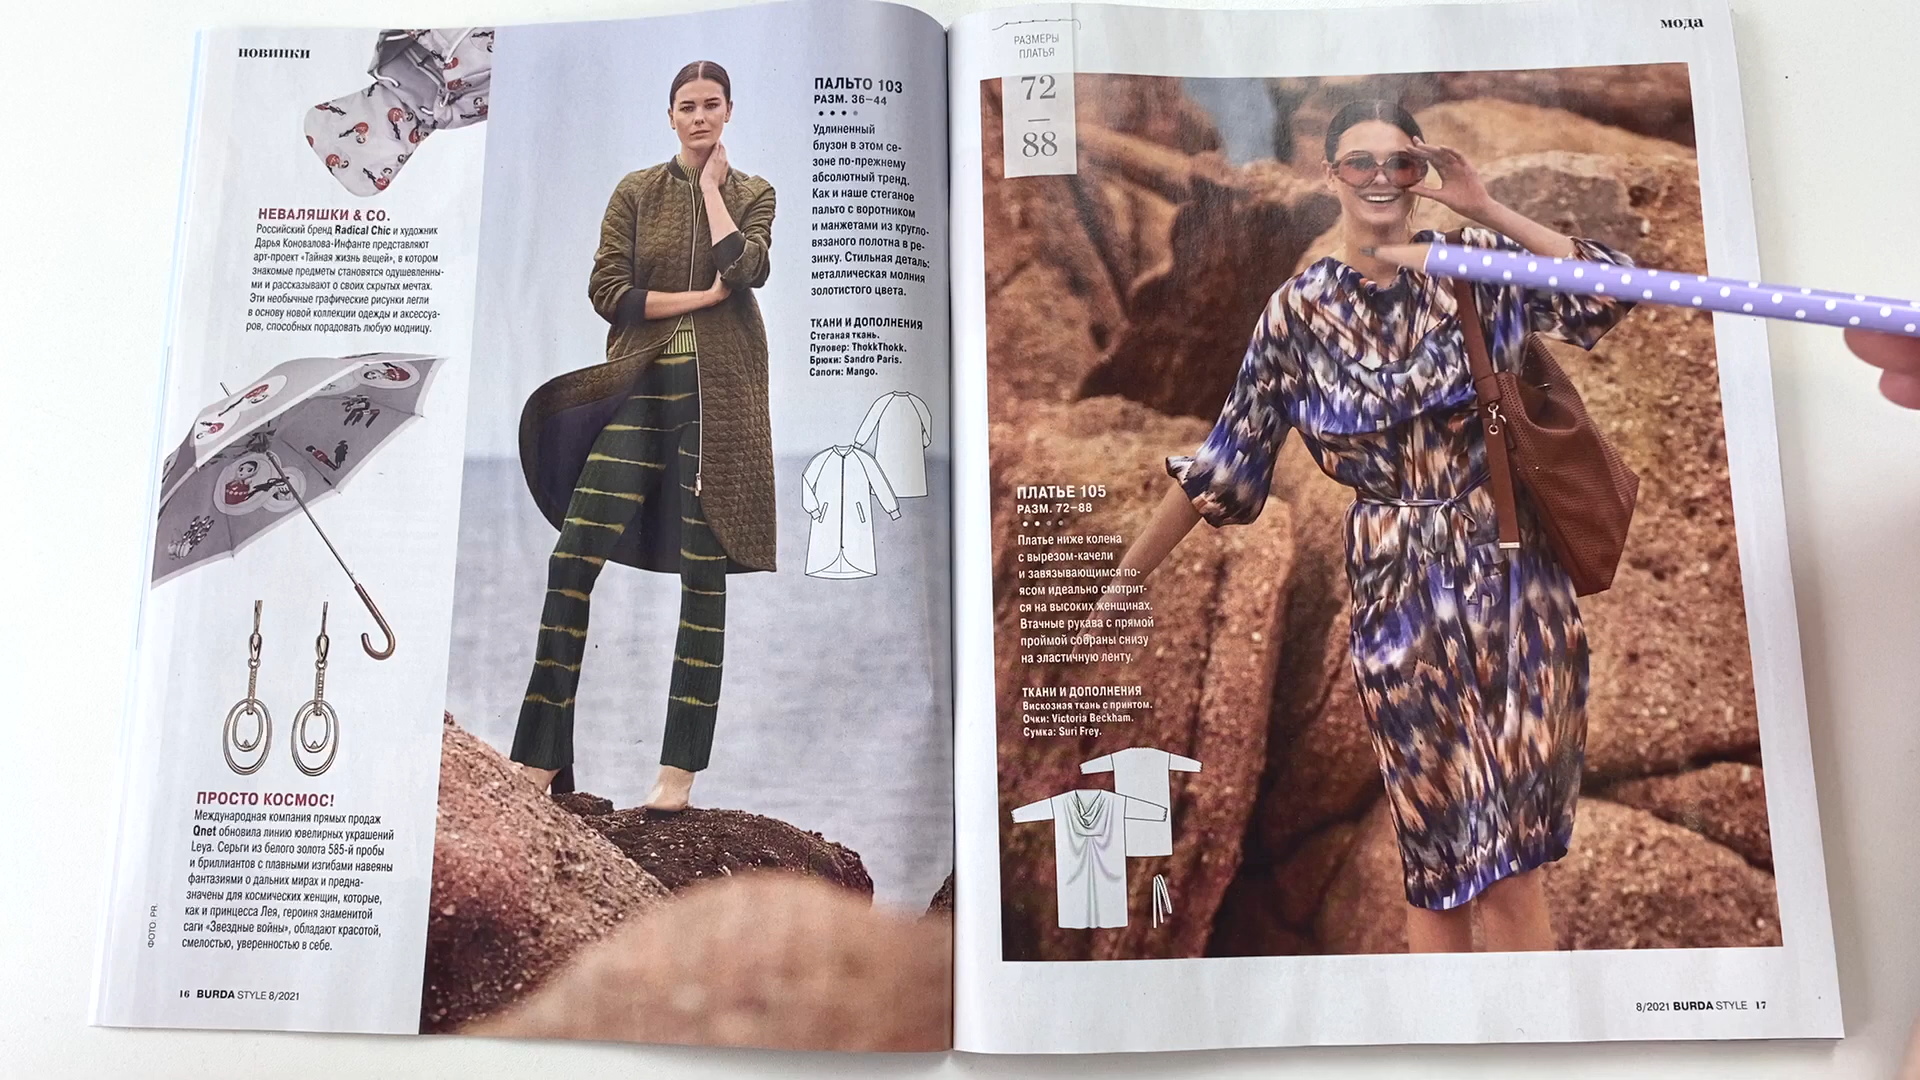 новинки
НЕВАЛЯШКИ & CO.
Российский бренд Radical Chic и художник
Дарья Коновалова-Инфанте представляют
арт-проект «Тайная жизнь вещей», в котором
знакомые предметы становятся одушевленны-
ми и рассказывают о своих скрытых мечтах.
Эти необычные графические рисунки легли
в основу новой коллекции одежды и аксессуа-
ров, способных порадовать любую модницу.
ПРОСТО КОСМОС!
Международная компания прямых продаж
Qnet обновила линию ювелирных украшений
Leya. Серьги из белого золота 585-й пробы
и бриллиантов с плавными изгибами навеяны
фантазиями о дальних мирах и предна-
значены для космических женщин, которые,
как и принцесса Лея, героиня знаменитой
саги «Звездные войны», обладают красотой,
смелостью, уверенностью в себе.
ФОТО: PR.
16 BURDA STYLE 8/2021
ПАЛЬТО 103
РАЗМ. 36–44
Удлиненный
блузон в этом се-
зоне по-прежнему
абсолютный тренд.
Как и наше стеганое
пальто с воротником
и манжетами из кругло-
вязаного полотна в ре-
зинку. Стильная деталь:
металлическая молния
золотистого цвета.
ТКАНИ И ДОПОЛНЕНИЯ
Стеганая ткань.
Пуловер: ThokkThokk.
Брюки: Sandro Paris.
Сапоги: Mango.
мода
РАЗМЕРЫ
ПЛАТЬЯ
72
–
88
ПЛАТЬЕ 105
РАЗМ. 72–88
Платье ниже колена
с вырезом-качели
и завязывающимся по-
ясом идеально смотрит-
ся на высоких женщинах.
Втачные рукава с прямой
проймой собраны снизу
на эластичную ленту.
ТКАНИ И ДОПОЛНЕНИЯ
Вискозная ткань с принтом.
Очки: Victoria Beckham.
Сумка: Suri Frey.
8/2021 BURDA STYLE 17